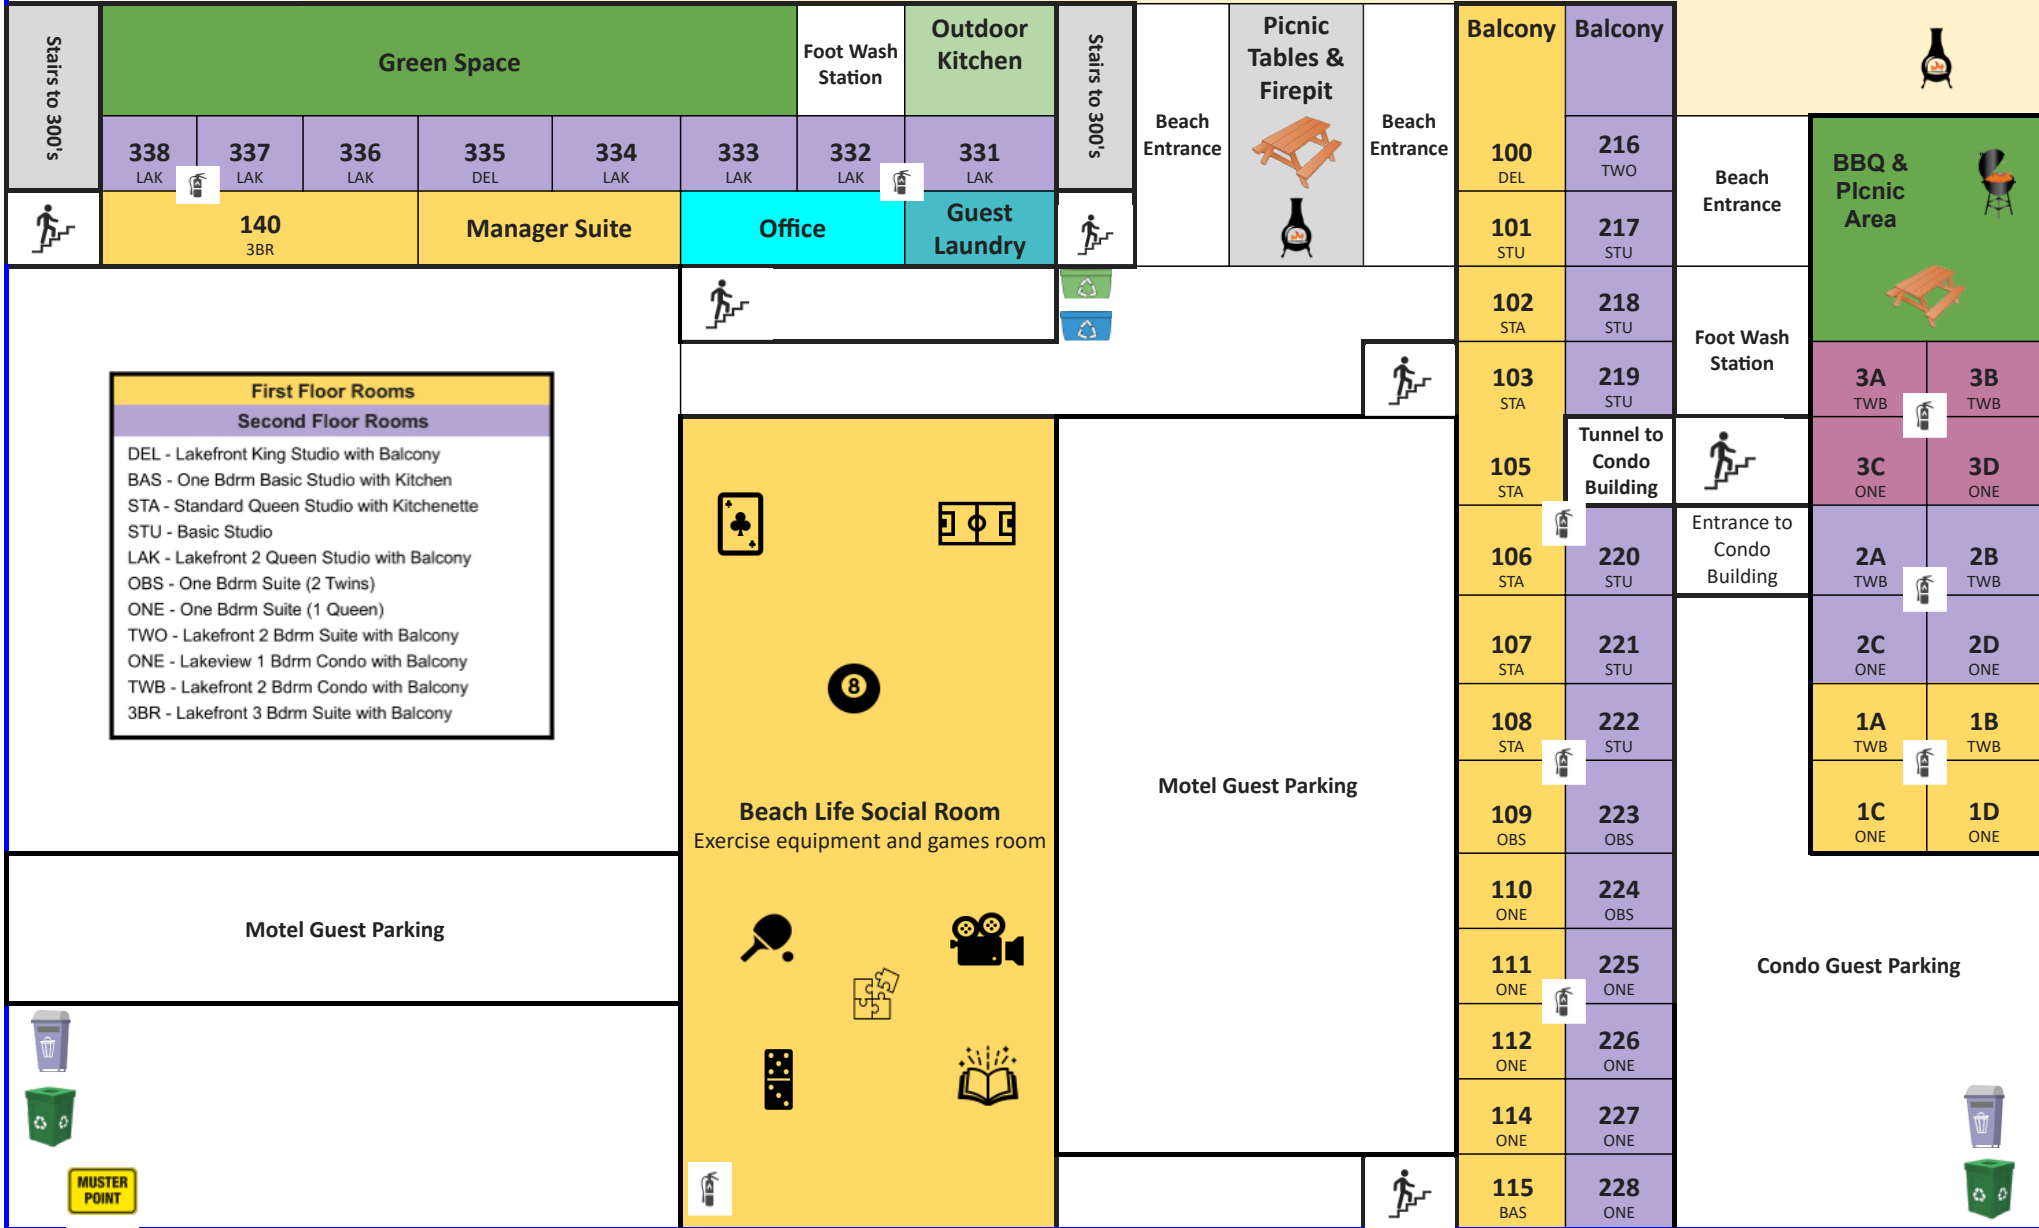 Stairs to 300's
Green Space
Foot Wash
Station
Outdoor
Kitchen
Stairs to 300's
Beach
Entrance
Picnic
Tables &
Firepit
Beach
Entrance
Balcony
Balcony
338
LAK
337
LAK
336
LAK
335
DEL
334
LAK
333
LAK
332
LAK
331
LAK
140
3BR
Manager Suite
Office
Guest
Laundry
100
DEL
216
TWO
Beach
Entrance
BBQ &
PIcnic
Area
101
STU
217
STU
102
STA
218
STU
Foot Wash
Station
103
STA
219
STU
3A
TWB
3B
TWB
105
STA
Tunnel to
Condo
Building
3C
ONE
3D
ONE
106
STA
220
STU
Entrance to
Condo
Building
2A
TWB
2B
TWB
107
STA
221
STU
2C
ONE
2D
ONE
108
STA
222
STU
1A
TWB
1B
TWB
109
OBS
223
OBS
1C
ONE
1D
ONE
110
ONE
224
OBS
111
ONE
225
ONE
112
ONE
226
ONE
114
ONE
227
ONE
115
BAS
228
ONE
First Floor Rooms
Second Floor Rooms
DEL - Lakefront King Studio with Balcony
BAS - One Bdrm Basic Studio with Kitchen
STA - Standard Queen Studio with Kitchenette
STU - Basic Studio
LAK - Lakefront 2 Queen Studio with Balcony
OBS - One Bdrm Suite (2 Twins)
ONE - One Bdrm Suite (1 Queen)
TWO - Lakefront 2 Bdrm Suite with Balcony
ONE - Lakeview 1 Bdrm Condo with Balcony
TWB - Lakefront 2 Bdrm Condo with Balcony
3BR - Lakefront 3 Bdrm Suite with Balcony
8
Beach Life Social Room
Exercise equipment and games room
Motel Guest Parking
Motel Guest Parking
Condo Guest Parking
MUSTER
POINT